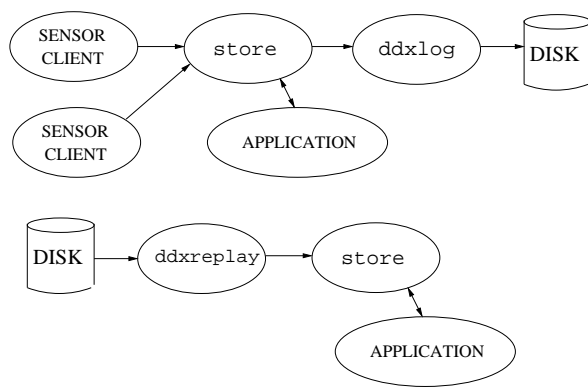 SENSOR
CLIENT
store
ddxlog
DISK
SENSOR
CLIENT
APPLICATION
DISK
ddxreplay
store
APPLICATION